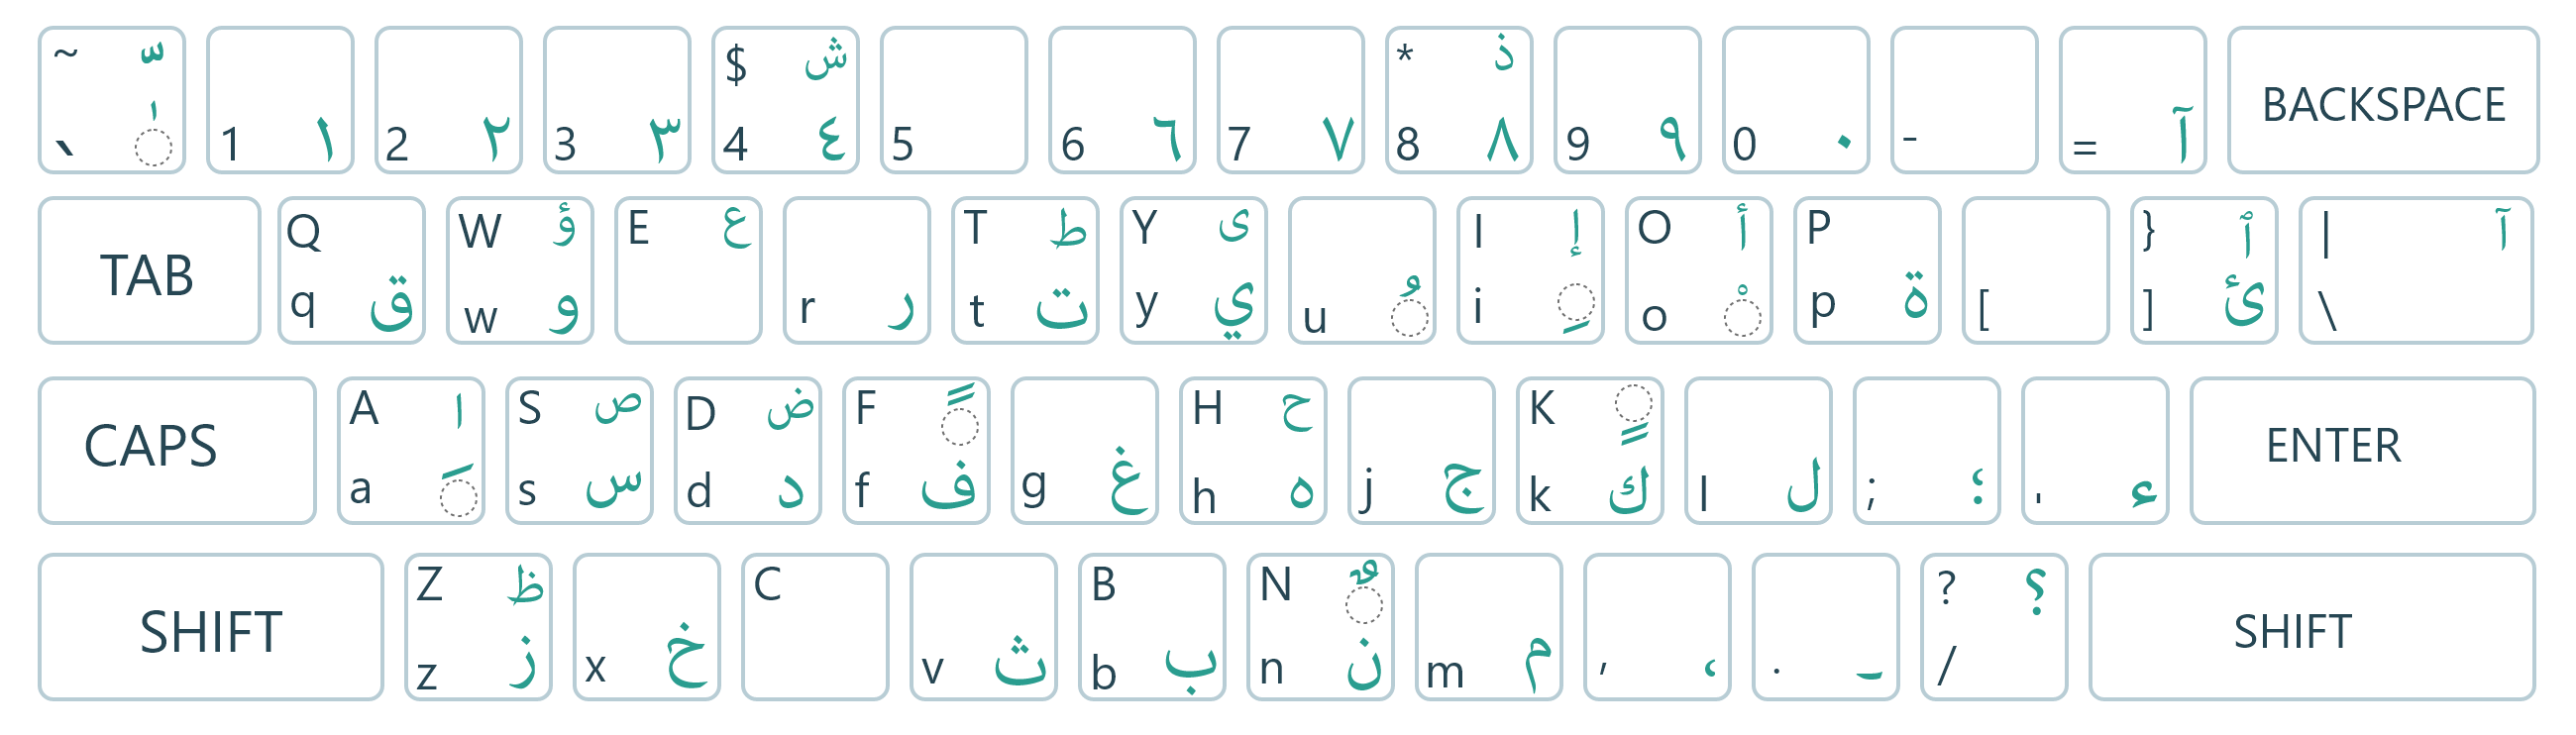 ~ ّ ` ٰ 1 ١ 2 ٢ 3 ٣ $ ش 4 ٤ 5 6 ٦ 7 ٧ * ذ 8 ٨ 9 ٩ 0 ٠ - = آ BACKSPACE
TAB Q q ق W ؤ w و E ع r ر T ط t ت Y ى y ي u ُ I إ i ِ O أ o ْ P p ة [ } ٱ ] ئ | آ \
CAPS A ا a َ S ص s س D ض d د F ً f ف g غ H ح h ه j ج K ٍ k ك l ل ; ؛ ' ء ENTER
SHIFT Z ظ z ز x خ C v ث B b ب N ٌ n ن m م , ، . ـ ? ؟ / SHIFT